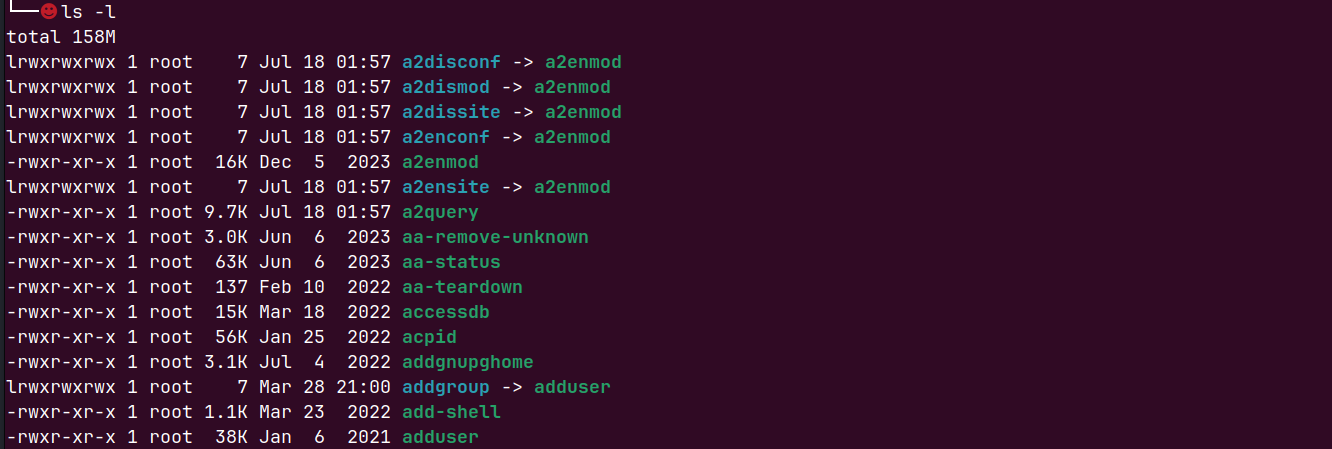 └──☻ls -l
total 158M
lrwxrwxrwx 1 root    7 Jul 18 01:57 a2disconf -> a2enmod
lrwxrwxrwx 1 root    7 Jul 18 01:57 a2dismod -> a2enmod
lrwxrwxrwx 1 root    7 Jul 18 01:57 a2dissite -> a2enmod
lrwxrwxrwx 1 root    7 Jul 18 01:57 a2enconf -> a2enmod
-rwxr-xr-x 1 root  16K Dec  5  2023 a2enmod
lrwxrwxrwx 1 root    7 Jul 18 01:57 a2ensite -> a2enmod
-rwxr-xr-x 1 root 9.7K Jul 18 01:57 a2query
-rwxr-xr-x 1 root 3.0K Jun  6  2023 aa-remove-unknown
-rwxr-xr-x 1 root  63K Jun  6  2023 aa-status
-rwxr-xr-x 1 root  137 Feb 10  2022 aa-teardown
-rwxr-xr-x 1 root  15K Mar 18  2022 accessdb
-rwxr-xr-x 1 root  56K Jan 25  2022 acpid
-rwxr-xr-x 1 root 3.1K Jul  4  2022 addgnupghome
lrwxrwxrwx 1 root    7 Mar 28 21:00 addgroup -> adduser
-rwxr-xr-x 1 root 1.1K Mar 23  2022 add-shell
-rwxr-xr-x 1 root  38K Jan  6  2021 adduser